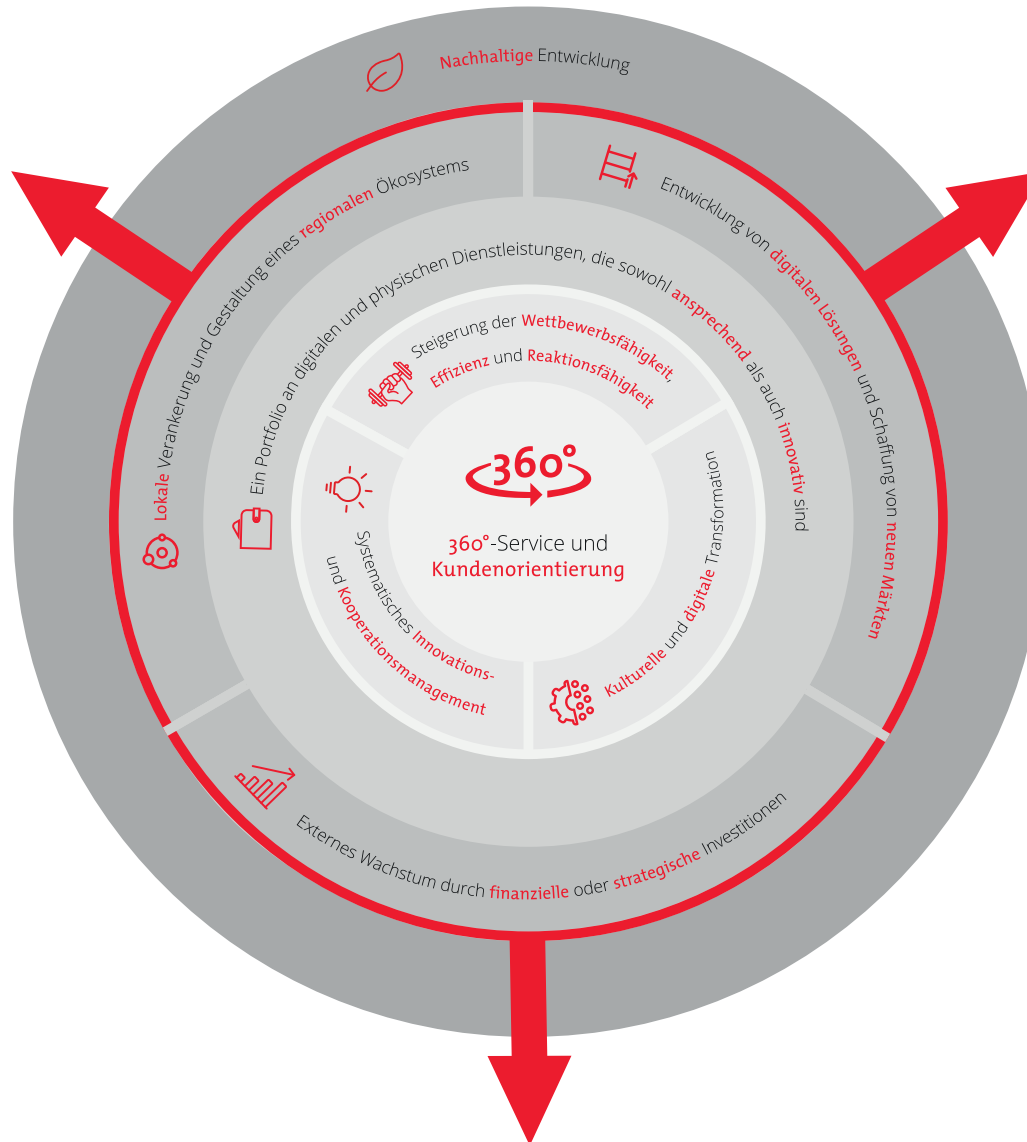 Nachhaltige Entwicklung
Lokale Verankerung und Gestaltung eines regionalen Ökosystems
Entwicklung von digitalen Lösungen und Schaffung von neuen Märkten
Ein Portfolio an digitalen und physischen Dienstleistungen, die sowohl ansprechend als auch innovativ sind
Steigerung der Wettbewerbsfähigkeit,
Effizienz und Reaktionsfähigkeit
360°
360°-Service und
Kundenorientierung
Systematisches Innovations-
und Kooperationsmanagement
Kulturelle und digitale Transformation
Externes Wachstum durch finanzielle oder strategische Investitionen